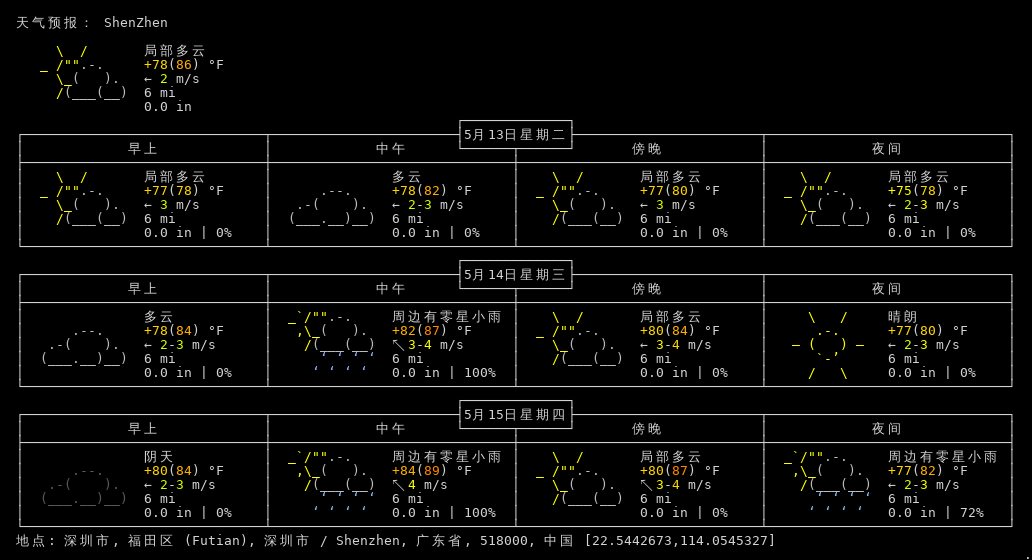 天气预报： ShenZhen
局部多云
+78(86) °F
← 2 m/s
6 mi
0.0 in
5月13日星期二
早上 中午 傍晚 夜间
局部多云 多云 局部多云 局部多云
+77(78) °F +78(82) °F +77(80) °F +75(78) °F
← 3 m/s ← 2-3 m/s ← 3 m/s ← 2-3 m/s
6 mi 6 mi 6 mi 6 mi
0.0 in | 0% 0.0 in | 0% 0.0 in | 0% 0.0 in | 0%
5月14日星期三
早上 中午 傍晚 夜间
多云 周边有零星小雨 局部多云 晴朗
+78(84) °F +82(87) °F +80(84) °F +77(80) °F
← 2-3 m/s ↖ 3-4 m/s ← 3-4 m/s ← 2-3 m/s
6 mi 6 mi 6 mi 6 mi
0.0 in | 0% 0.0 in | 100% 0.0 in | 0% 0.0 in | 0%
5月15日星期四
早上 中午 傍晚 夜间
阴天 周边有零星小雨 局部多云 周边有零星小雨
+80(84) °F +84(89) °F +80(87) °F +77(82) °F
← 2-3 m/s ↖ 4 m/s ↖ 3-4 m/s ← 2-3 m/s
6 mi 6 mi 6 mi 6 mi
0.0 in | 0% 0.0 in | 100% 0.0 in | 0% 0.0 in | 72%
地点: 深圳市, 福田区 (Futian), 深圳市 / Shenzhen, 广东省, 518000, 中国 [22.5442673,114.0545327]